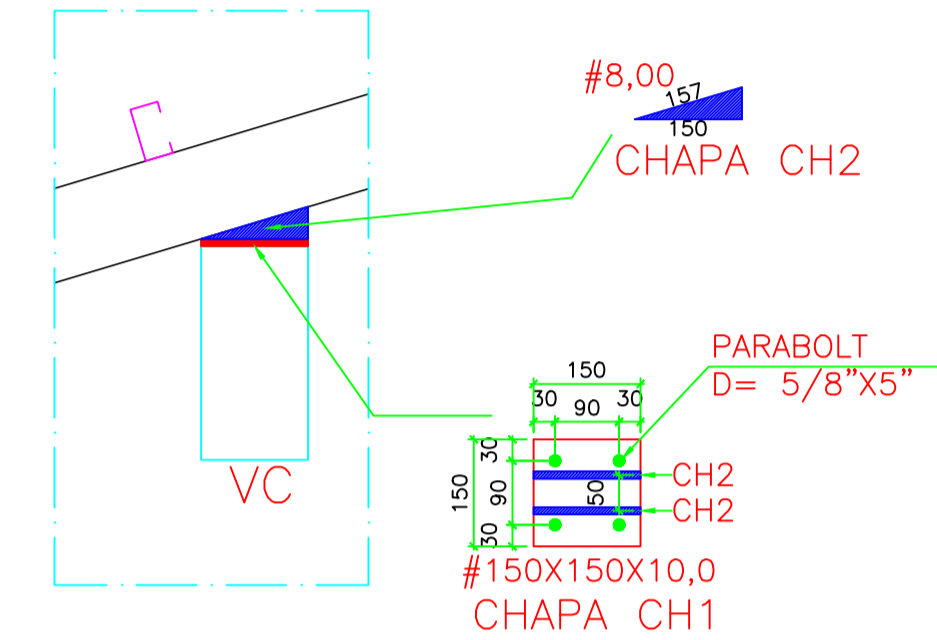 #8,00
157
150
CHAPA CH2
PARABOLT
D= 5/8"X5"
150
30 90 30
30
150 90 50
30
CH2
CH2
VC
#150X150X10,0
CHAPA CH1